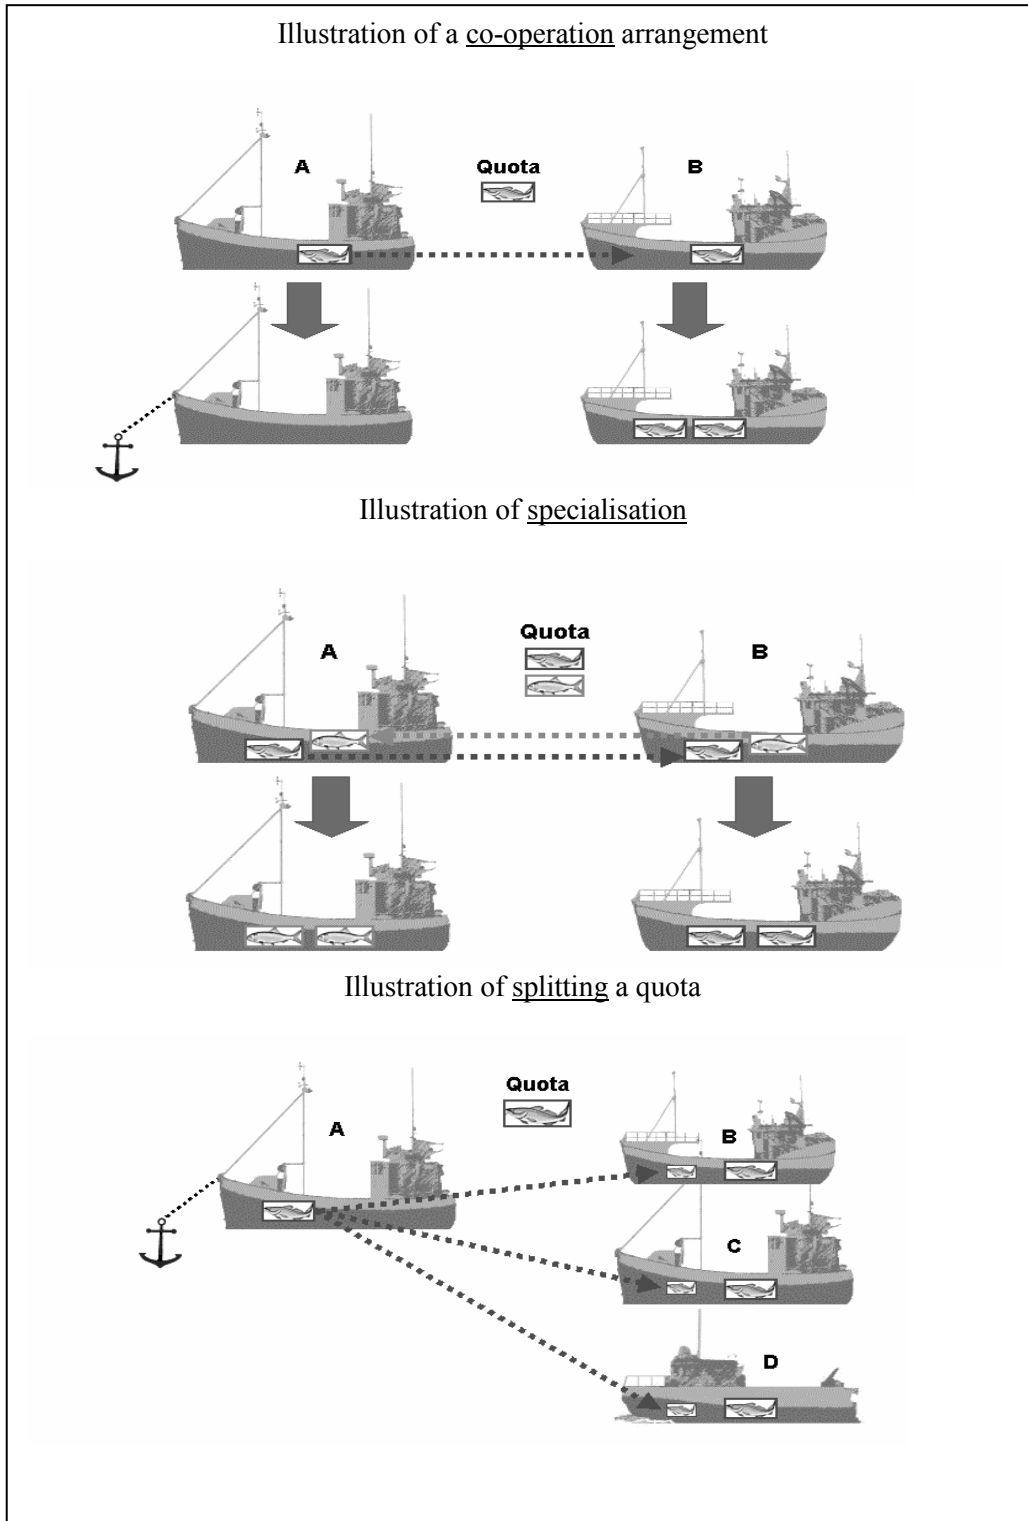 Illustration of a co-operation arrangement
A
Quota
B
Illustration of specialisation
A
Quota
B
Illustration of splitting a quota
A
Quota
B
C
D